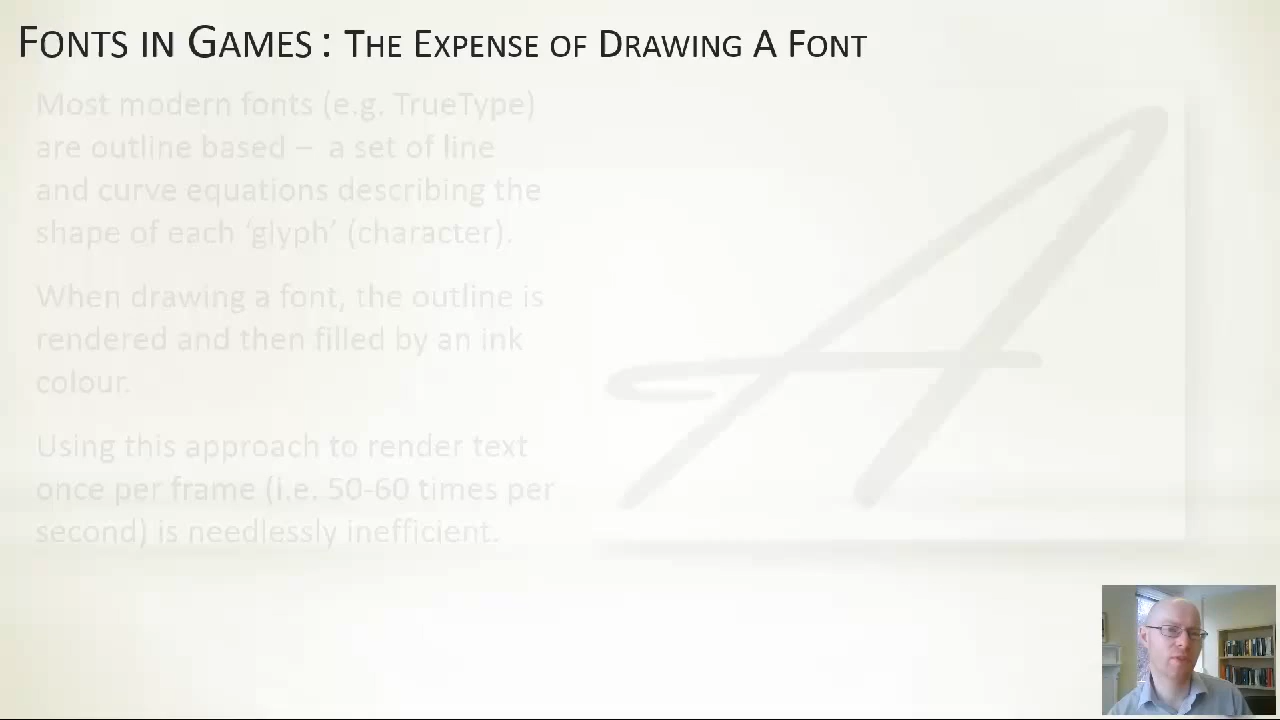 FONTS IN GAMES : THE EXPENSE OF DRAWING A FONT
Most modern fonts (e.g. TrueType)
are outline based – a set of line
and curve equations describing the
shape of each ‘glyph’ (character).
When drawing a font, the outline is
rendered and then filled by an ink
colour.
Using this approach to render text
once per frame (i.e. 50-60 times per
second) is needlessly inefficient.
A